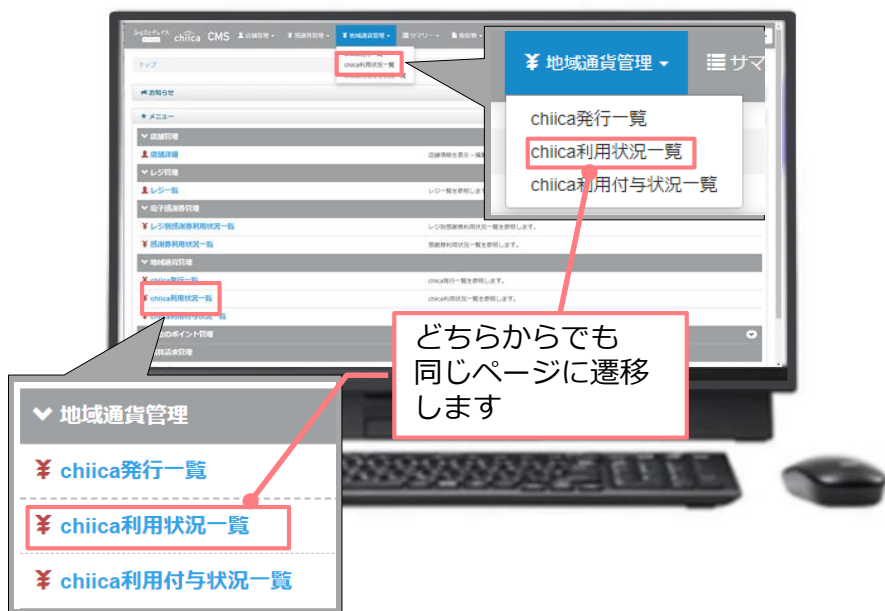 chiica CMS 店舗管理 感謝券管理 ¥ 地域通貨管理 サマリー
chiica利用状況一覧
トップ
お知らせ
メニュー
店舗管理
店舗詳細
レジ管理
レジ一覧
レジ一覧を参照します。
電子感謝券管理
¥ レジ別感謝券利用状況一覧 レジ別感謝券利用状況一覧を参照します。
¥ 感謝券利用状況一覧 感謝券利用状況一覧を参照します。
地域通貨管理
¥ chiica発行一覧 chiica発行一覧を参照します。
¥ chiica利用状況一覧 chiica利用状況一覧を参照します。
¥ chiica利用付与状況一覧
¥ 地域通貨管理 サマ
chiica発行一覧
chiica利用状況一覧
chiica利用付与状況一覧
どちらからでも
同じページに遷移
します
地域通貨管理
¥ chiica発行一覧
¥ chiica利用状況一覧
¥ chiica利用付与状況一覧